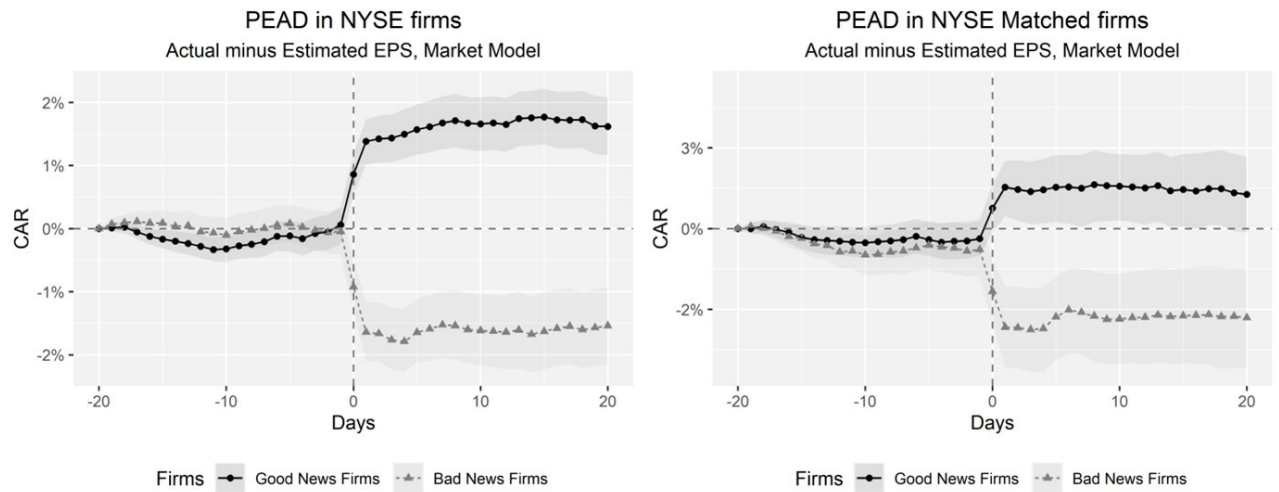 PEAD in NYSE firms
Actual minus Estimated EPS, Market Model
2%
1%
0%
-1%
-2%
CAR
-20
-10
0
10
20
Days
Firms
Good News Firms
Bad News Firms
PEAD in NYSE Matched firms
Actual minus Estimated EPS, Market Model
3%
0%
-2%
CAR
-20
-10
0
10
20
Days
Firms
Good News Firms
Bad News Firms